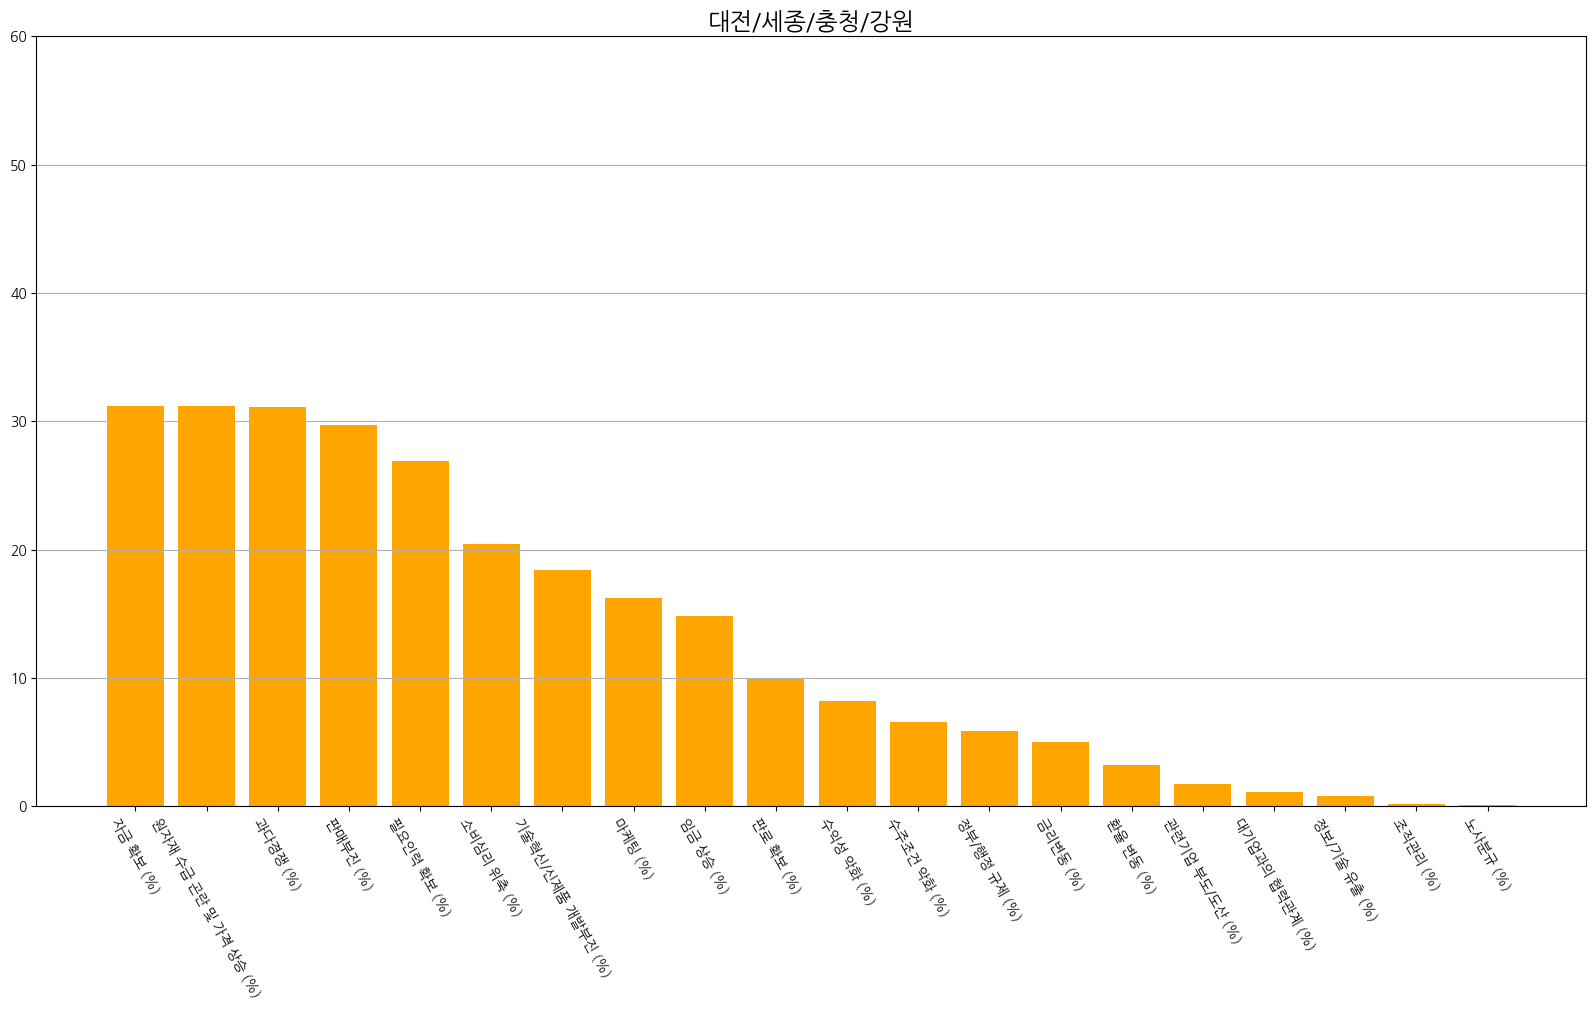 대전/세종/충청/강원
60
50
40
30
20
10
0
자금 확보 (%)
원자재 수급 곤란 및 가격 상승 (%)
과다경쟁 (%)
판매부진 (%)
필요인력 확보 (%)
소비심리 위축 (%)
기술혁신/신제품 개발부진 (%)
마케팅 (%)
임금 상승 (%)
판로 확보 (%)
수익성 악화 (%)
수주조건 악화 (%)
정부/행정 규제 (%)
금리변동 (%)
환율 변동 (%)
관련기업 부도/도산 (%)
대기업과의 협력관계 (%)
정보/기술 유출 (%)
조직관리 (%)
노사분규 (%)